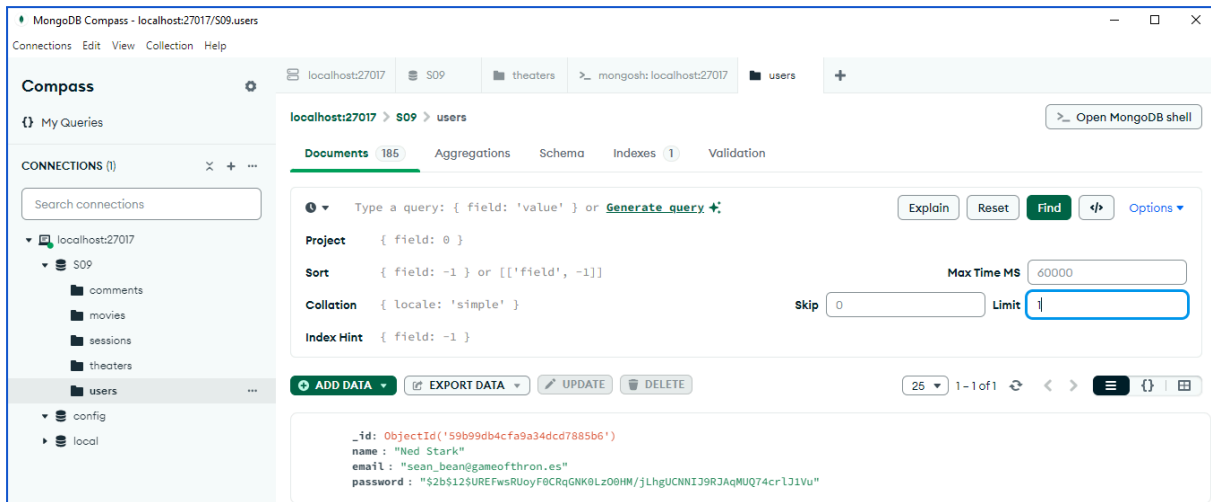 MongoDB Compass - localhost:27017/S09.users
Connections Edit View Collection Help
Compass
{} My Queries
CONNECTIONS (1)
Search connections
localhost:27017
S09
comments
movies
sessions
theaters
users
config
local
localhost:27017 S09 theaters >_ mongosh: localhost:27017 users +
localhost:27017 > S09 > users
>_ Open MongoDB shell
Documents 185 Aggregations Schema Indexes 1 Validation
Type a query: { field: 'value' } or Generate query
Explain Reset Find </> Options
Project { field: 0 }
Sort { field: -1 } or [['field', -1]]
Max Time MS 60000
Collation { locale: 'simple' }
Skip 0 Limit 1
Index Hint { field: -1 }
ADD DATA EXPORT DATA UPDATE DELETE
25 1 - 1 of 1 {}
_id: ObjectId('59b99db4cfa9a34dcd7885b6')
name : "Ned Stark"
email : "sean_bean@gameofthron.es"
password : "$2b$12$UREFwsRUoyF0CRqGNK0LzO0HM/jLhgUCNNIJ9RJAqMUQ74crlJ1Vu"